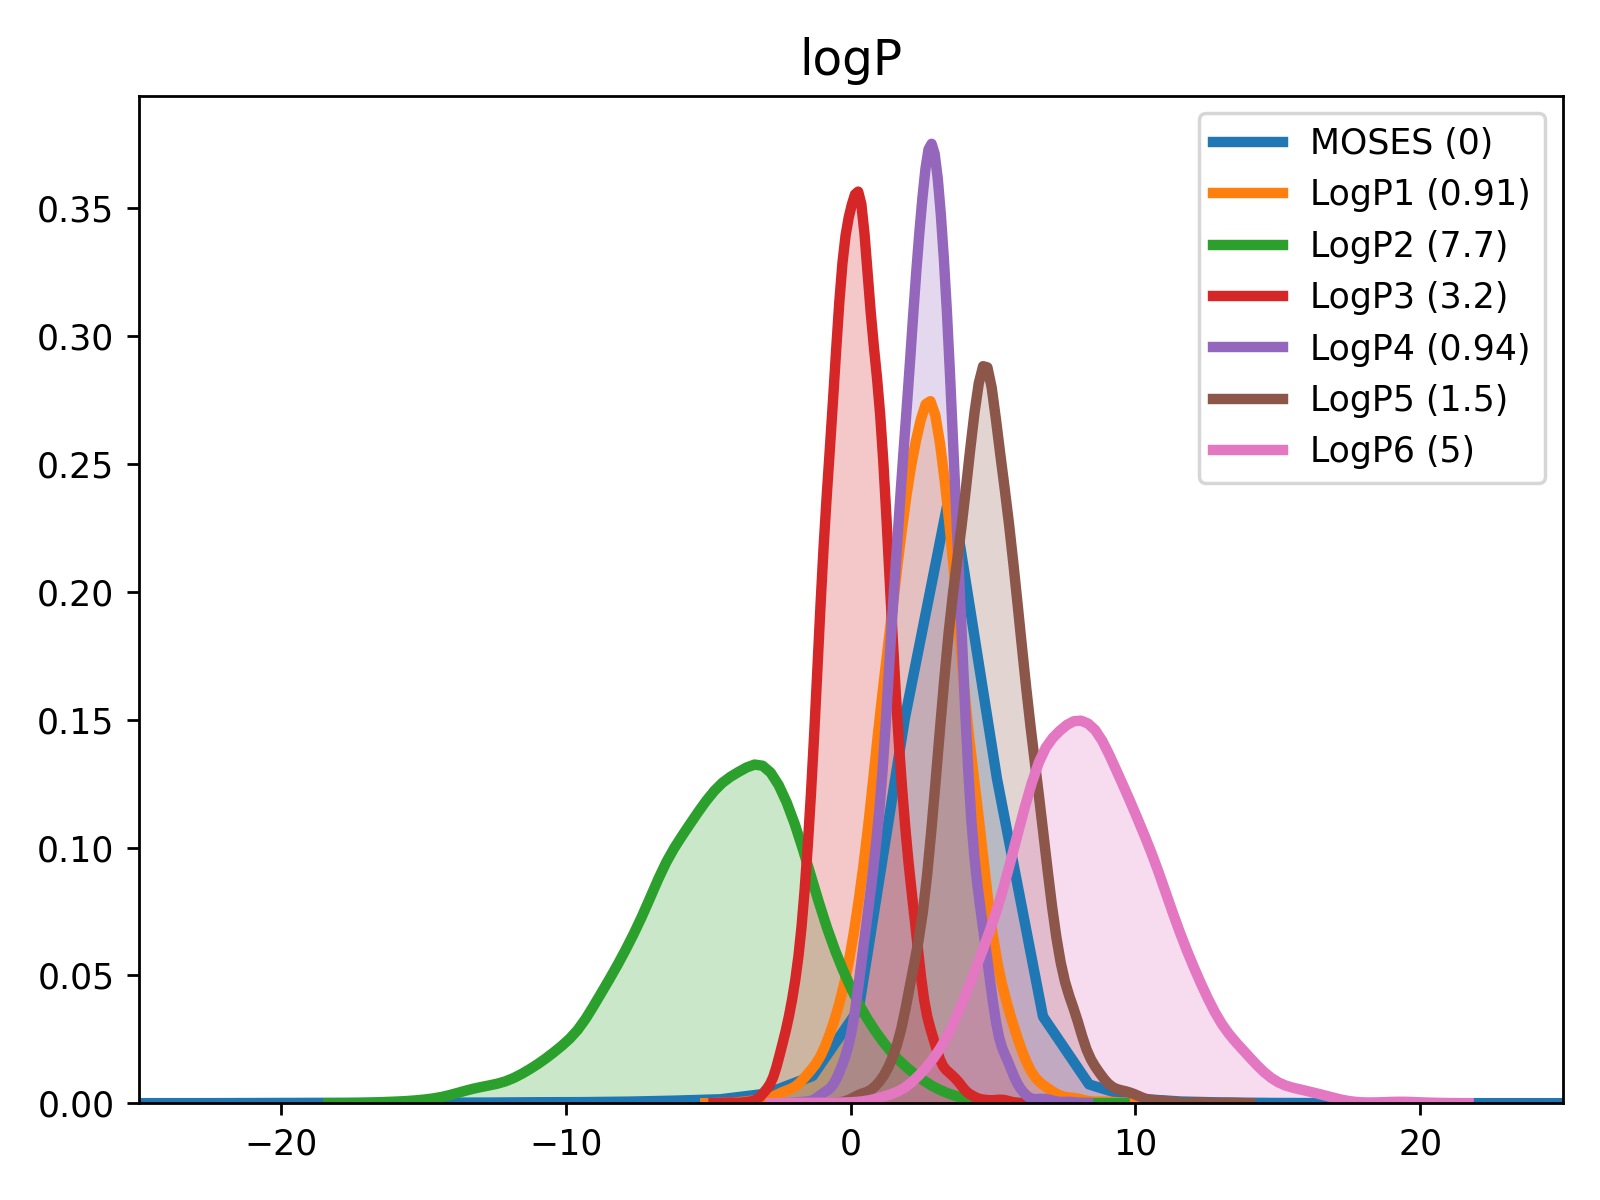 logP
MOSES (0)
LogP1 (0.91)
LogP2 (7.7)
LogP3 (3.2)
LogP4 (0.94)
LogP5 (1.5)
LogP6 (5)
0.35
0.30
0.25
0.20
0.15
0.10
0.05
0.00
−20 −10 0 10 20